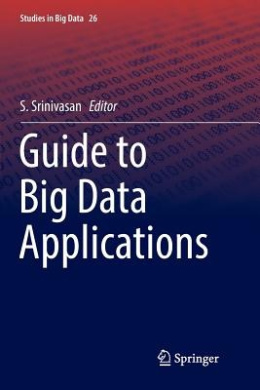 Studies in Big Data 26
S. Srinivasan Editor
Guide to
Big Data
Applications
Springer